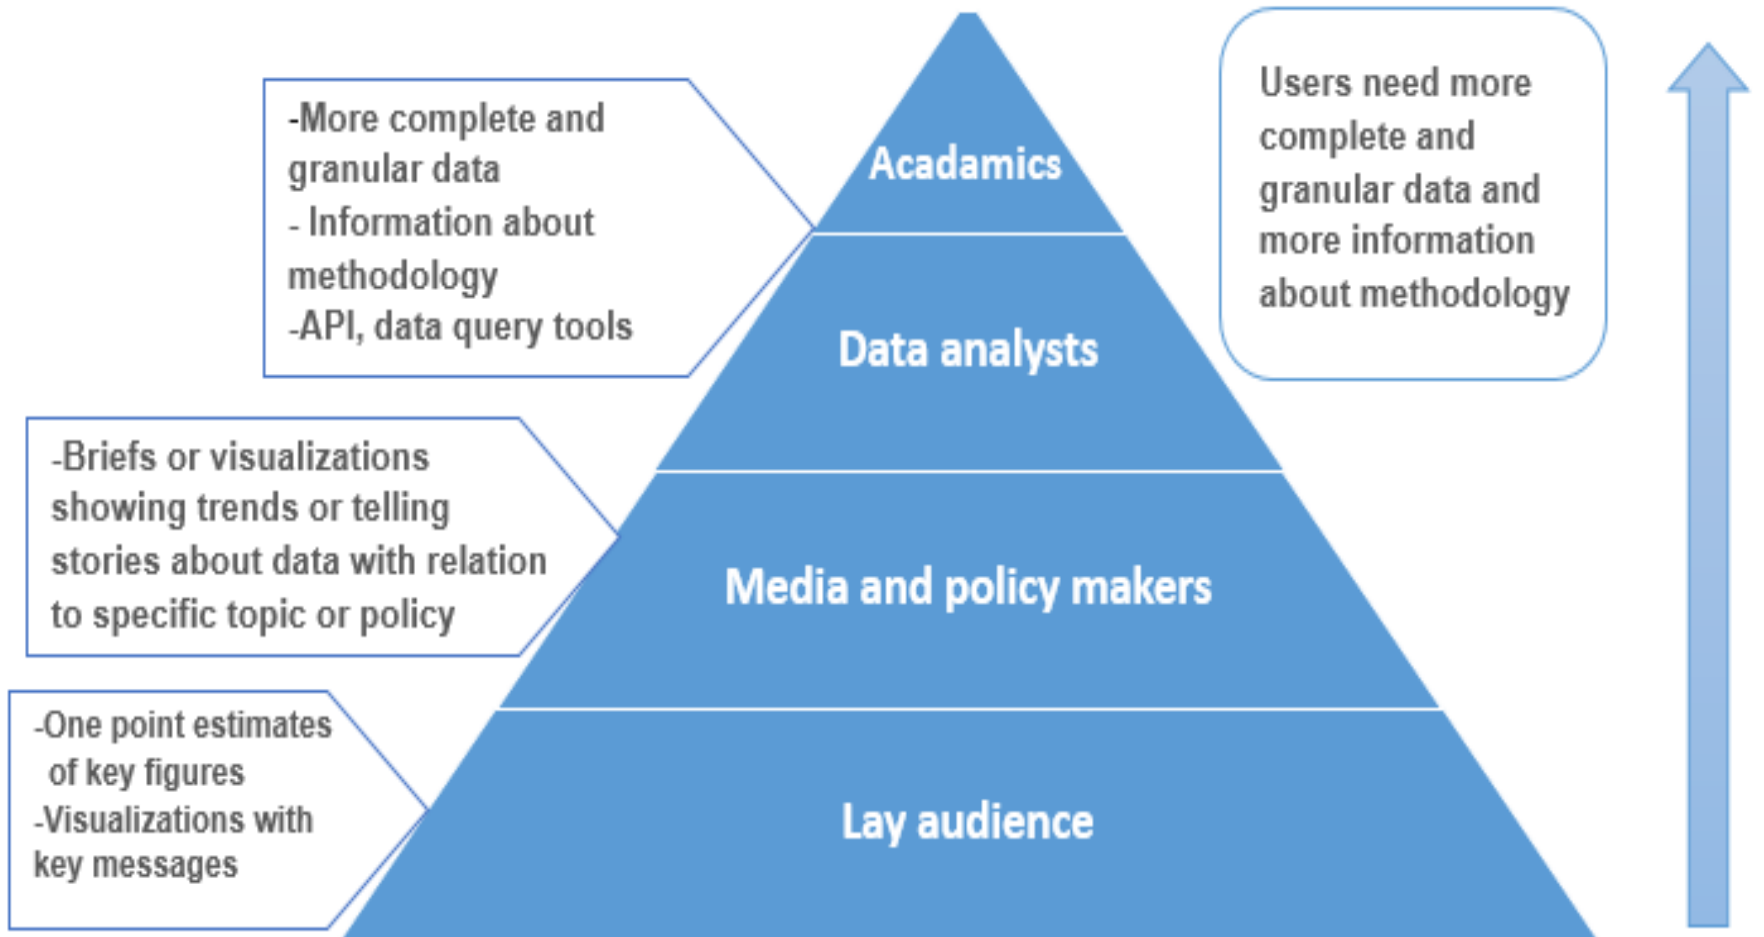 -More complete and
granular data
- Information about
methodology
-API, data query tools
-Briefs or visualizations
showing trends or telling
stories about data with relation
to specific topic or policy
-One point estimates
of key figures
-Visualizations with
key messages
Acadamics
Data analysts
Media and policy makers
Lay audience
Users need more
complete and
granular data and
more information
about methodology